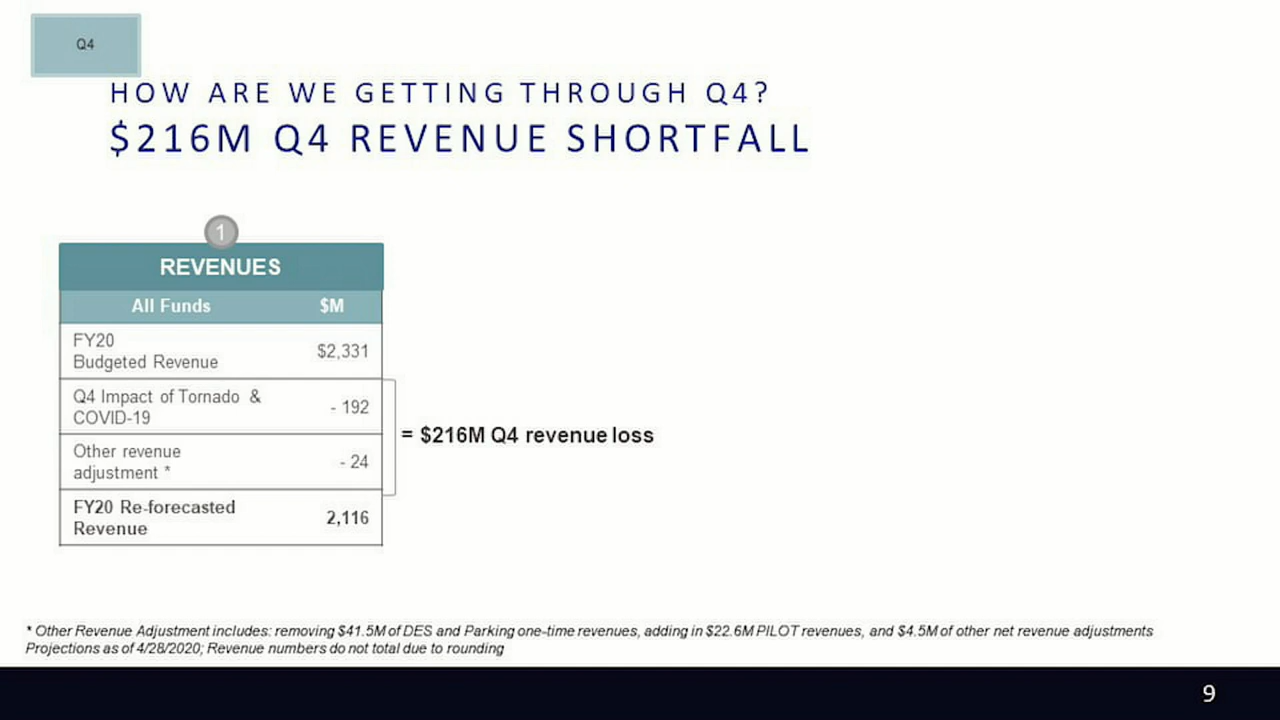 Q4
HOW ARE WE GETTING THROUGH Q4?
$216M Q4 REVENUE SHORTFALL
1
REVENUES
All Funds $M
FY20
Budgeted Revenue
$2,331
Q4 Impact of Tornado &
COVID-19
- 192
Other revenue
adjustment *
- 24
= $216M Q4 revenue loss
FY20 Re-forecasted
Revenue
2,116
* Other Revenue Adjustment includes: removing $41.5M of DES and Parking one-time revenues, adding in $22.6M PILOT revenues, and $4.5M of other net revenue adjustments
Projections as of 4/28/2020; Revenue numbers do not total due to rounding
9